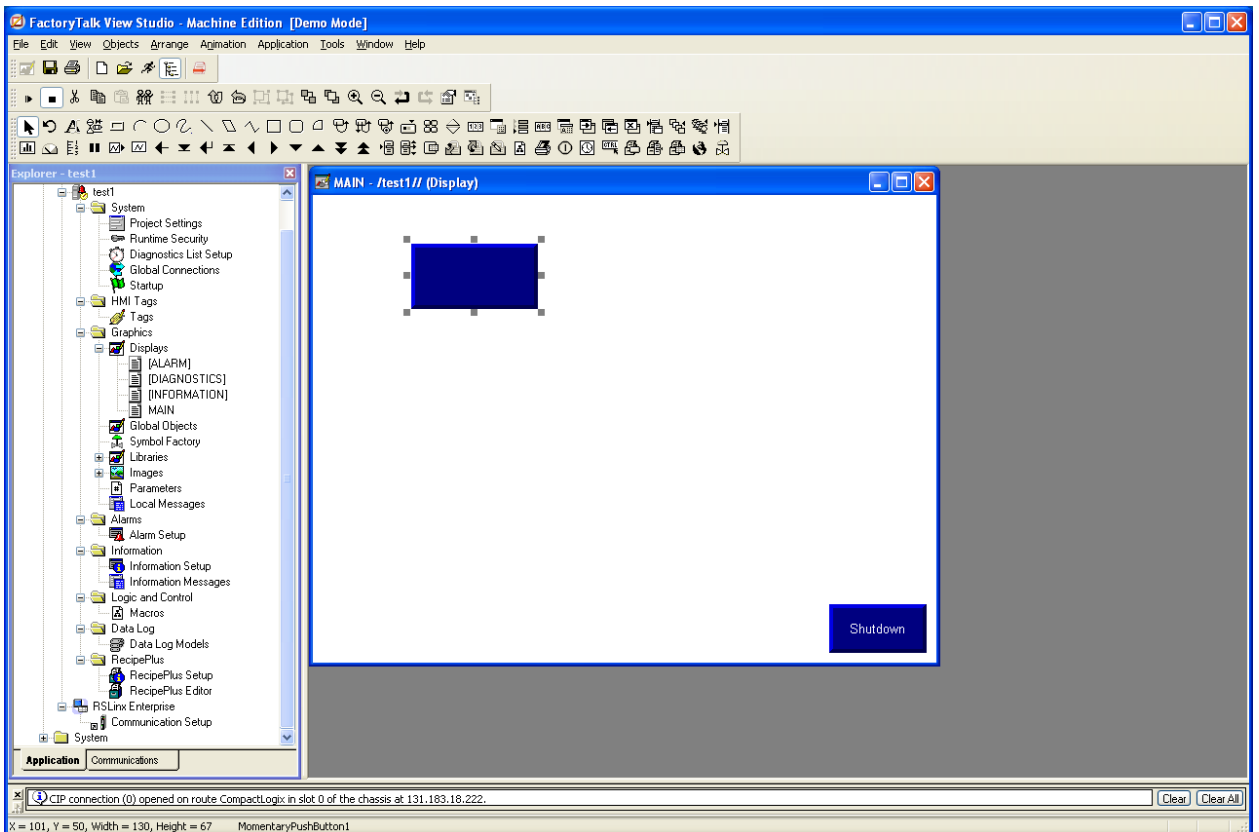 FactoryTalk View Studio - Machine Edition [Demo Mode]
File Edit View Objects Arrange Animation Application Tools Window Help
Explorer - test1
MAIN - /test1// (Display)
test1
System
Project Settings
Runtime Security
Diagnostics List Setup
Global Connections
Startup
HMI Tags
Tags
Graphics
Displays
[ALARM]
[DIAGNOSTICS]
[INFORMATION]
MAIN
Global Objects
Symbol Factory
Libraries
Images
Parameters
Local Messages
Alarms
Alarm Setup
Information
Information Setup
Information Messages
Logic and Control
Macros
Data Log
Data Log Models
RecipePlus
RecipePlus Setup
RecipePlus Editor
RSLinx Enterprise
Communication Setup
System
Shutdown
Application Communications
CIP connection (0) opened on route CompactLogix in slot 0 of the chassis at 131.183.18.222.
Clear Clear All
X = 101, Y = 50, Width = 130, Height = 67 MomentaryPushButton1